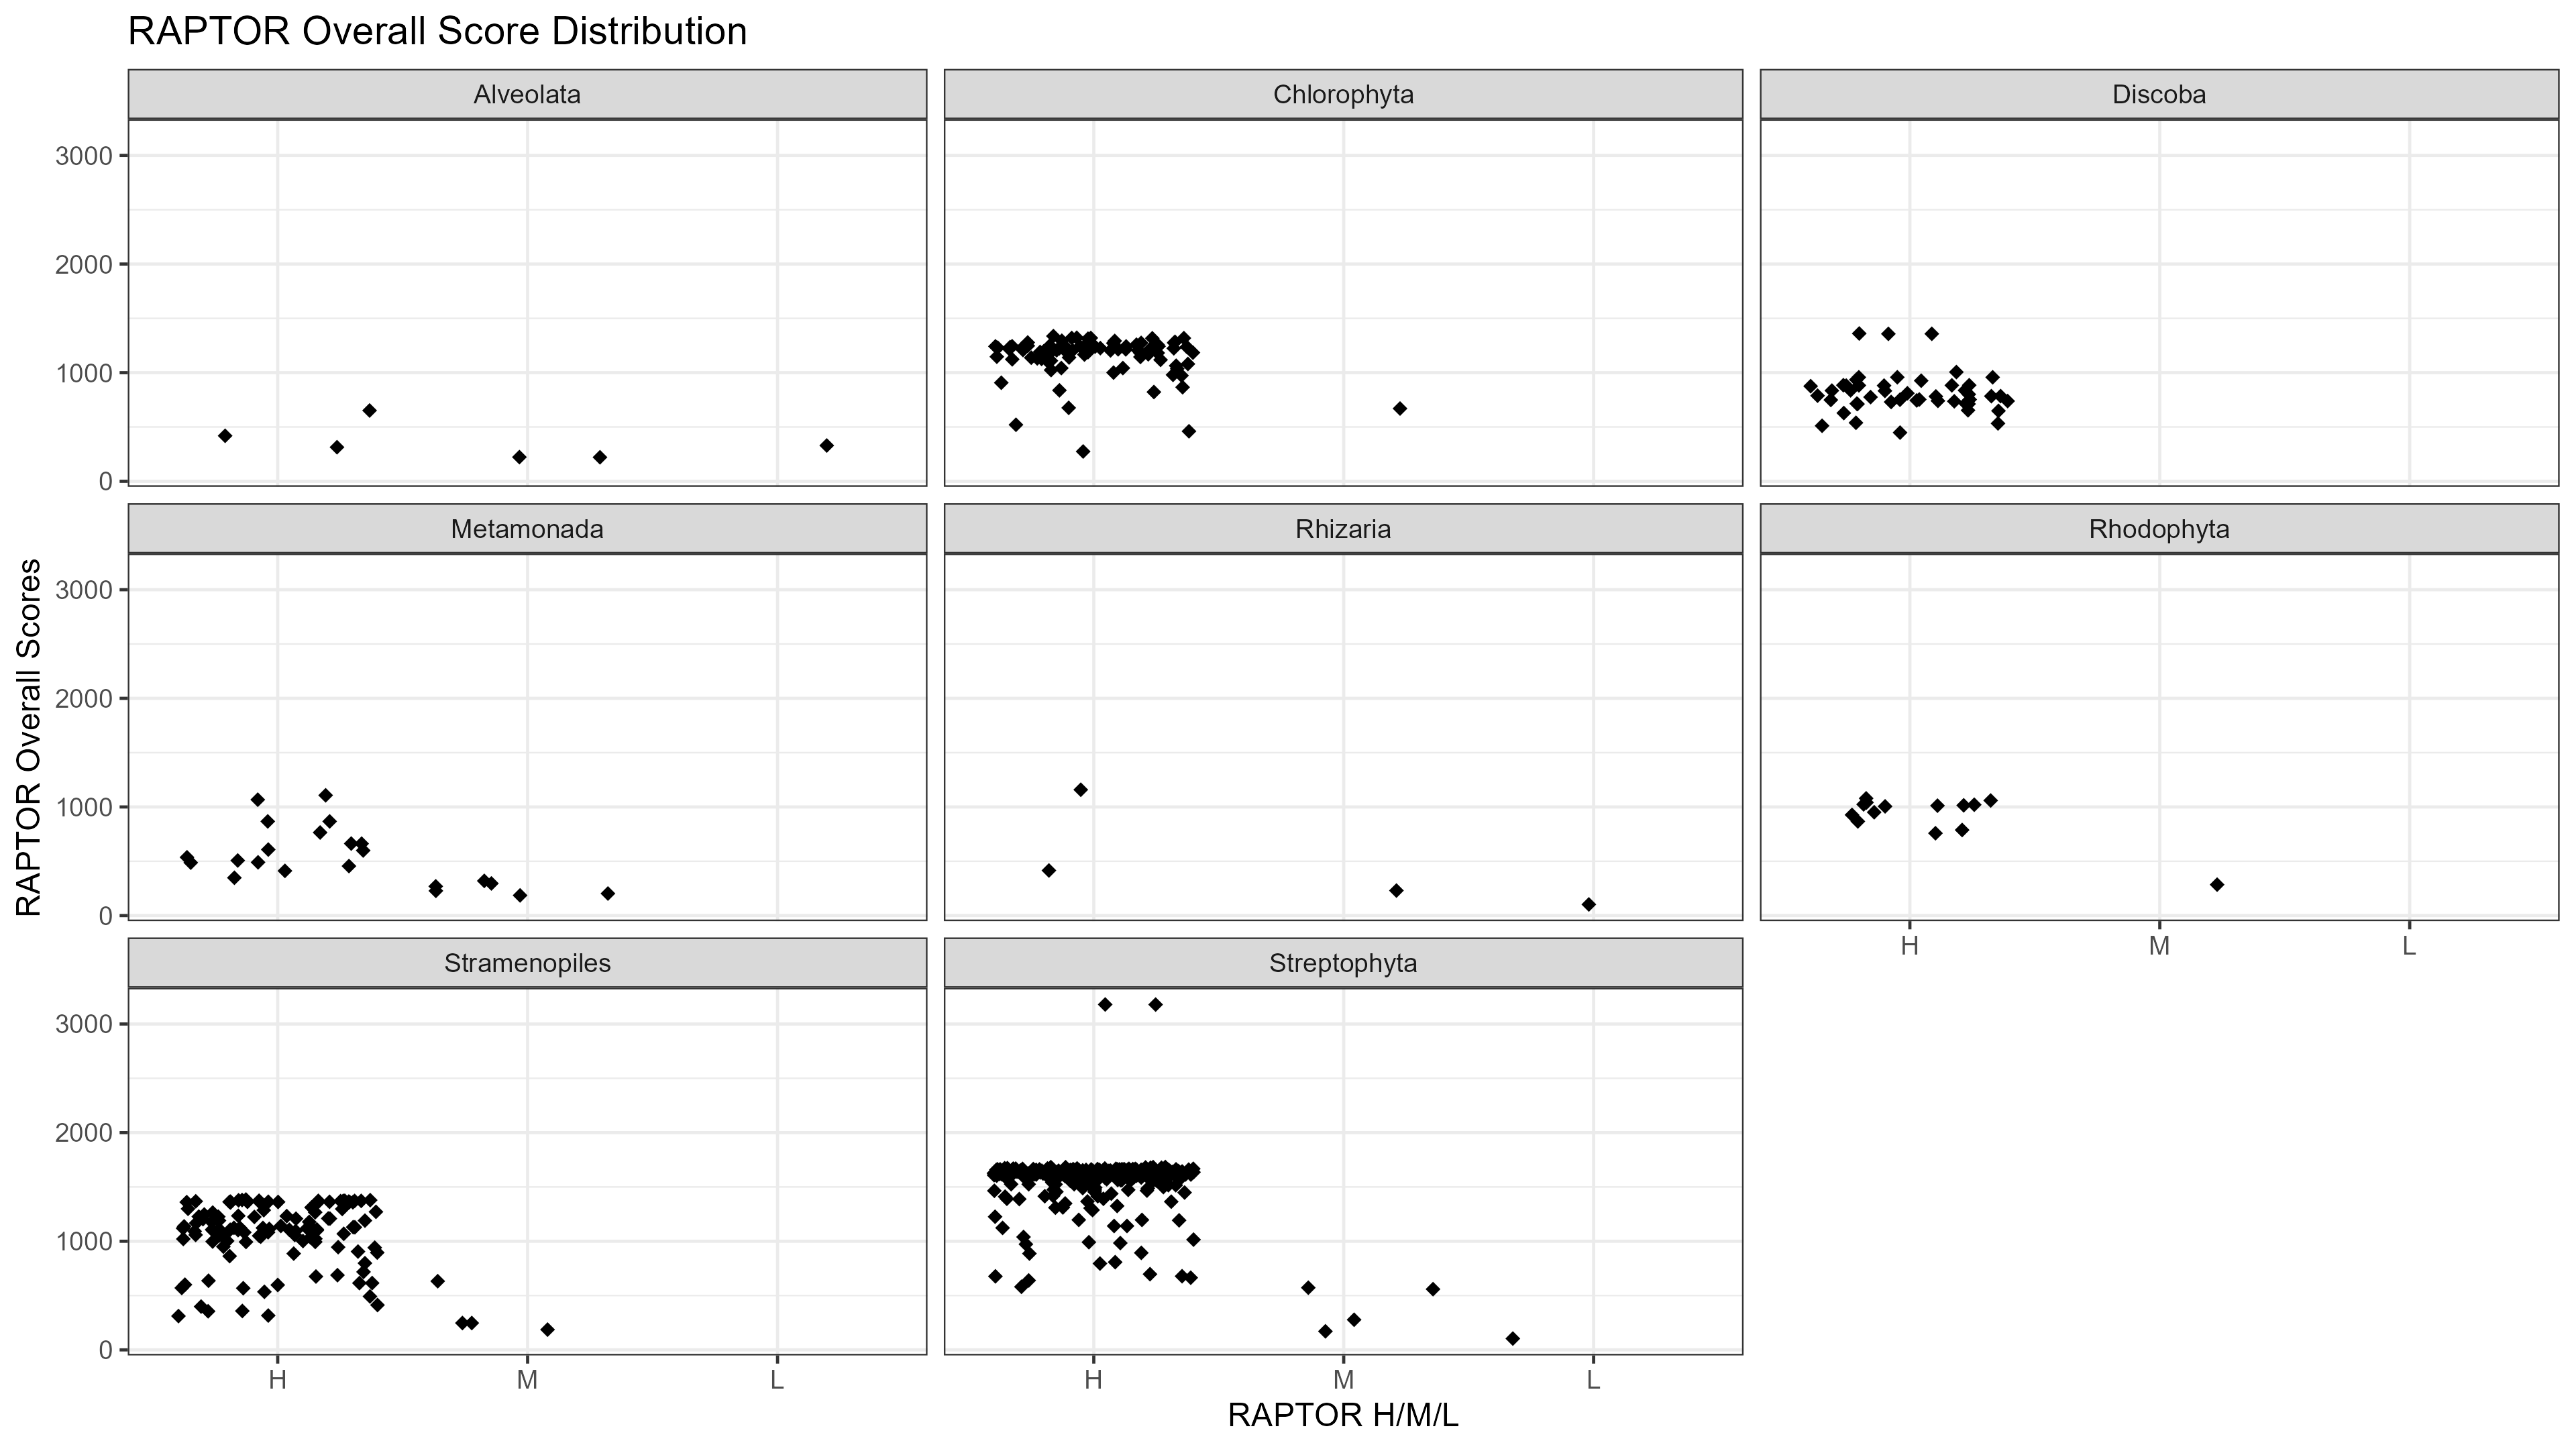 RAPTOR Overall Score Distribution
Alveolata
Chlorophyta
Discoba
3000
2000
1000
0
Metamonada
Rhizaria
Rhodophyta
RAPTOR Overall Scores
3000
2000
1000
0
H
M
L
Stramenopiles
Streptophyta
3000
2000
1000
0
H
M
L
H
M
L
RAPTOR H/M/L